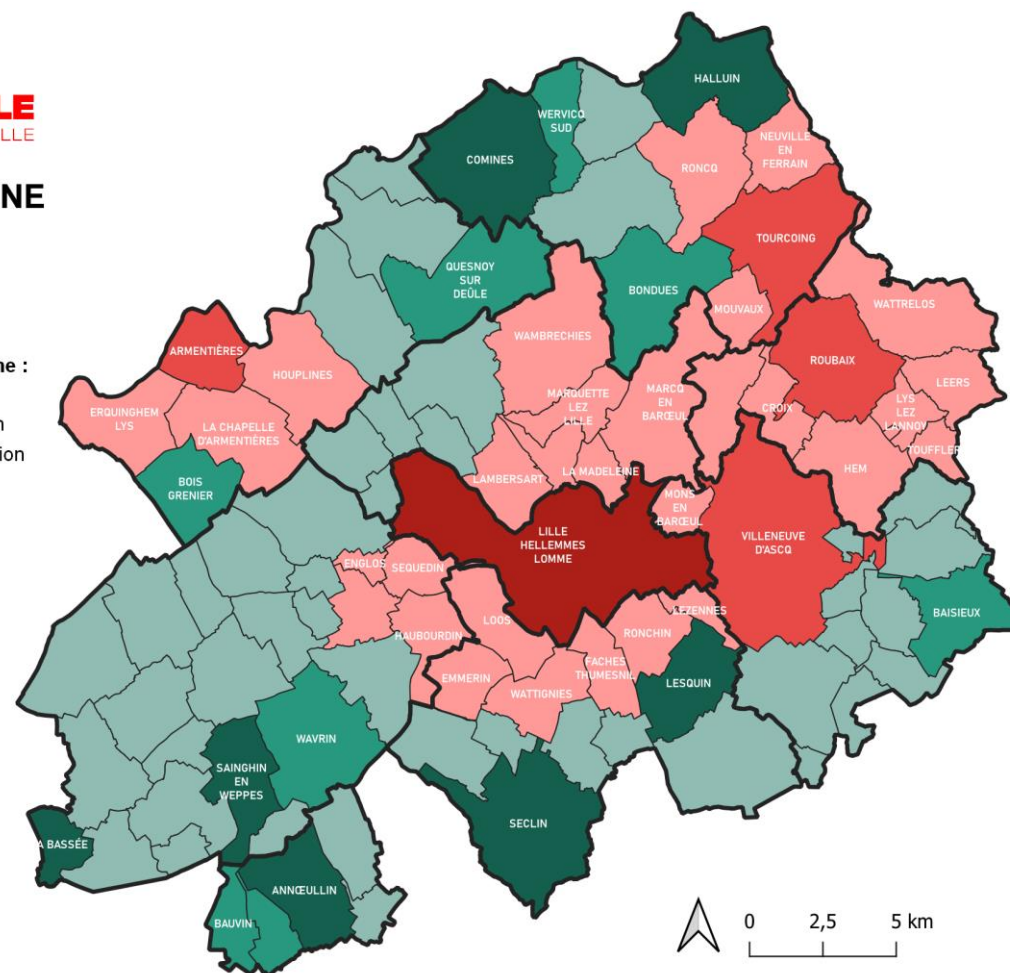 LE
LLE
NE
ne :
n
ion
HALLUIN
WERVICQ
SUD
COMINES
NEUVILLE
EN
FERRAIN
RONCQ
TOURCOING
QUESNOY
SUR
DEÛLE
BONDUES
MOUVAUX
WATTRELOS
WAMBRECHIES
ARMENTIÈRES
HOUPLINES
ROUBAIX
LEERS
MARQUETTE
LEZ
LILLE
MARCQ
EN
BARŒUL
CROIX
LYS
LEZ
LANNOY
ERQUINGHEM
LYS
LA CHAPELLE
D'ARMENTIÈRES
TOUFFLER
HEM
LAMBERSART
LA MADELEINE
BOIS
GRENIER
MONS
EN
BARŒUL
LILLE
HELLEMMES
LOMME
VILLENEUVE
D'ASCQ
ENGLOS
SEQUEDIN
BAISIEUX
LOOS
LEZENNES
HAUBOURDIN
RONCHIN
EMMERIN
FACHES
THUMESNIL
WATTIGNIES
LESQUIN
WAVRIN
SAINGHIN
EN
WEPPES
SECLIN
A BASSÉE
ANNŒULLIN
BAUVIN
0 2,5 5 km